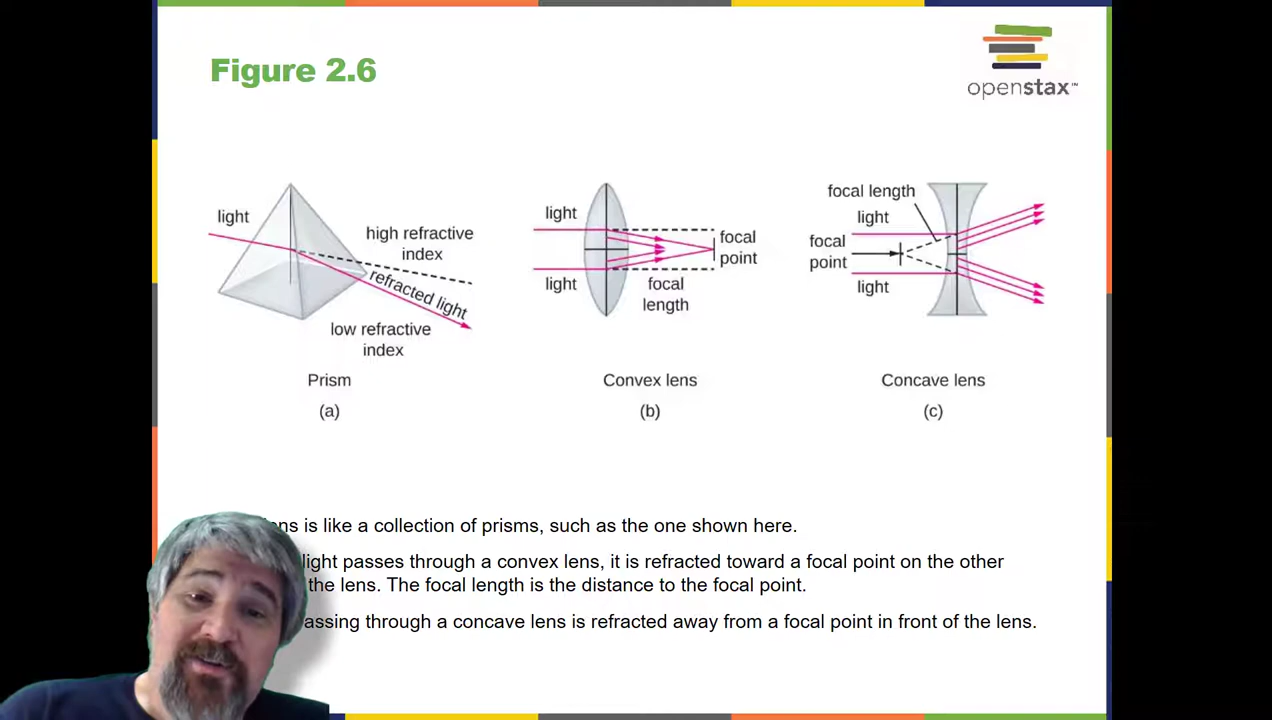 Figure 2.6
openstax™
light
high refractive
index
refracted light
low refractive
index
Prism
(a)
light
focal
point
light
focal
length
Convex lens
(b)
focal length
light
focal
point
light
Concave lens
(c)
is like a collection of prisms, such as the one shown here.
light passes through a convex lens, it is refracted toward a focal point on the other
the lens. The focal length is the distance to the focal point.
through a concave lens is refracted away from a focal point in front of the lens.